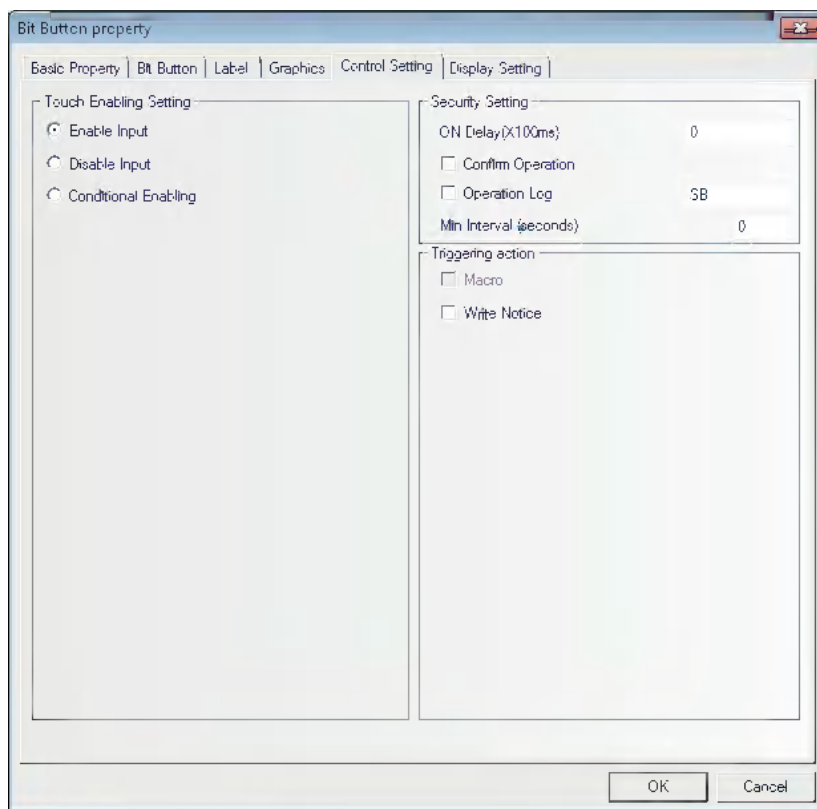 Bit Button property
Basic Property Bit Button Label Graphics Control Setting Display Setting
Touch Enabling Setting
Enable Input
Disable Input
Conditional Enabling
Security Setting
ON Delay(X100ms) 0
Confirm Operation
Operation Log SB
Min Interval (seconds) 0
Triggering action
Macro
Write Notice
OK Cancel